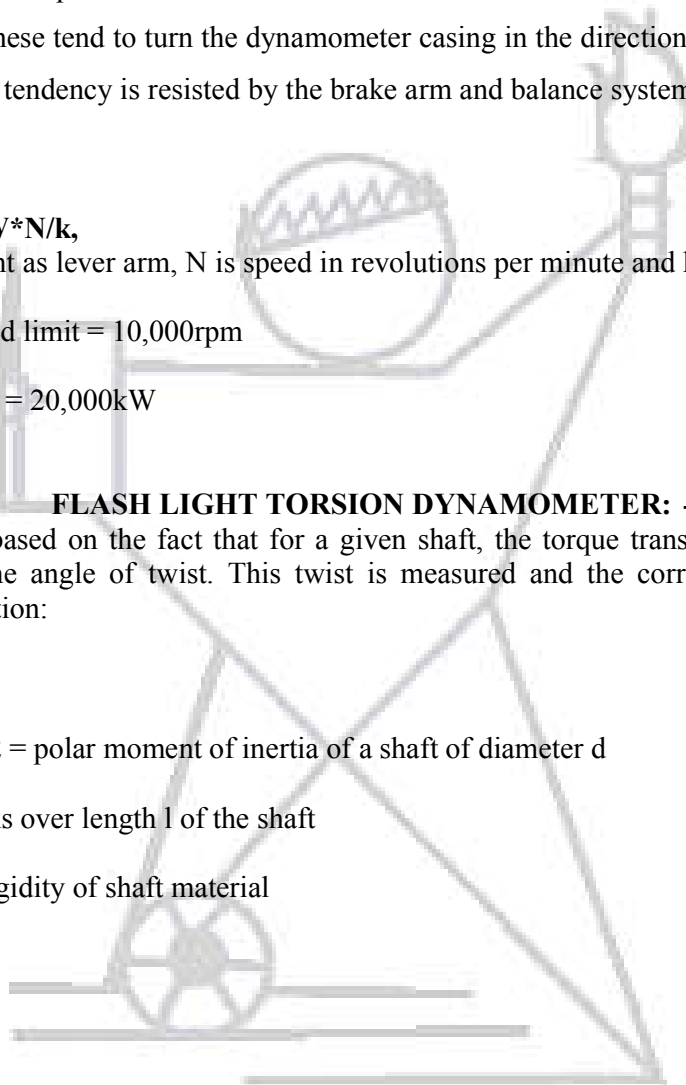 hese tend to turn the dynamometer casing in the direction
tendency is resisted by the brake arm and balance system
*N/k,
nt as lever arm, N is speed in revolutions per minute and
d limit = 10,000rpm
= 20,000kW
FLASH LIGHT TORSION DYNAMOMETER: -
based on the fact that for a given shaft, the torque trans
he angle of twist. This twist is measured and the corr
tion:
= polar moment of inertia of a shaft of diameter d
s over length l of the shaft
gidity of shaft material